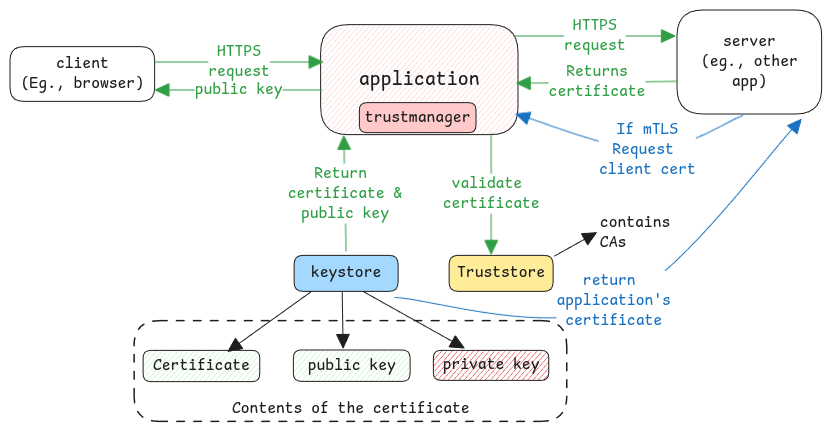 client
(Eg., browser)
HTTPS
request
public key
application
trustmanager
HTTPS
request
Returns
certificate
server
(eg., other
app)
If mTLS
Request
client cert
Return
certificate &
public key
validate
certificate
contains
CAs
keystore
Truststore
return
application's
certificate
Certificate
public key
private key
Contents of the certificate